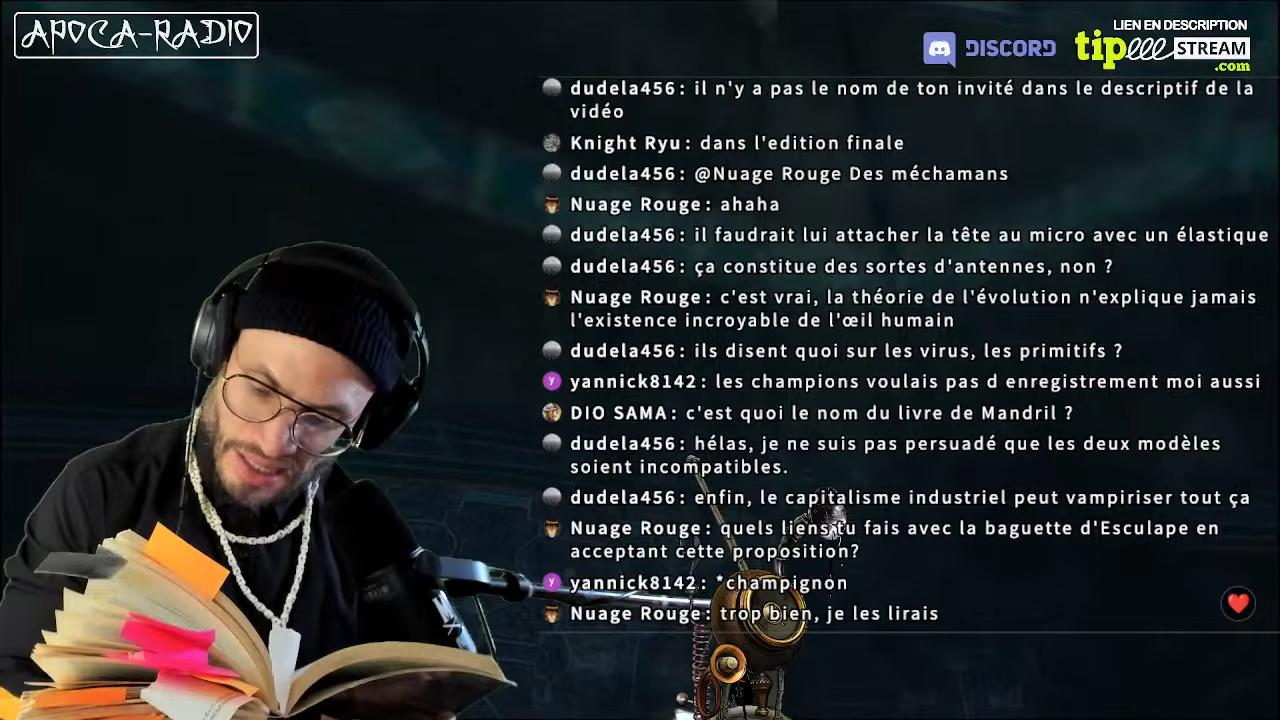 APOCA-RADIO
LIEN EN DESCRIPTION
DISCORD
tipeee STREAM
.com
dudela456: il n'y a pas le nom de ton invité dans le descriptif de la
vidéo
Knight Ryu: dans l'edition finale
dudela456: @Nuage Rouge Des méchamans
Nuage Rouge: ahaha
dudela456: il faudrait lui attacher la tête au micro avec un élastique
dudela456: ça constitue des sortes d'antennes, non ?
Nuage Rouge: c'est vrai, la théorie de l'évolution n'explique jamais
l'existence incroyable de l'œil humain
dudela456: ils disent quoi sur les virus, les primitifs ?
y yannick8142: les champions voulais pas d enregistrement moi aussi
DIO SAMA: c'est quoi le nom du livre de Mandril ?
dudela456: hélas, je ne suis pas persuadé que les deux modèles
soient incompatibles.
dudela456: enfin, le capitalisme industriel peut vampiriser tout ça
Nuage Rouge: quels liens tu fais avec la baguette d'Esculape en
acceptant cette proposition?
y yannick8142: *champignon
Nuage Rouge: trop bien, je les lirais